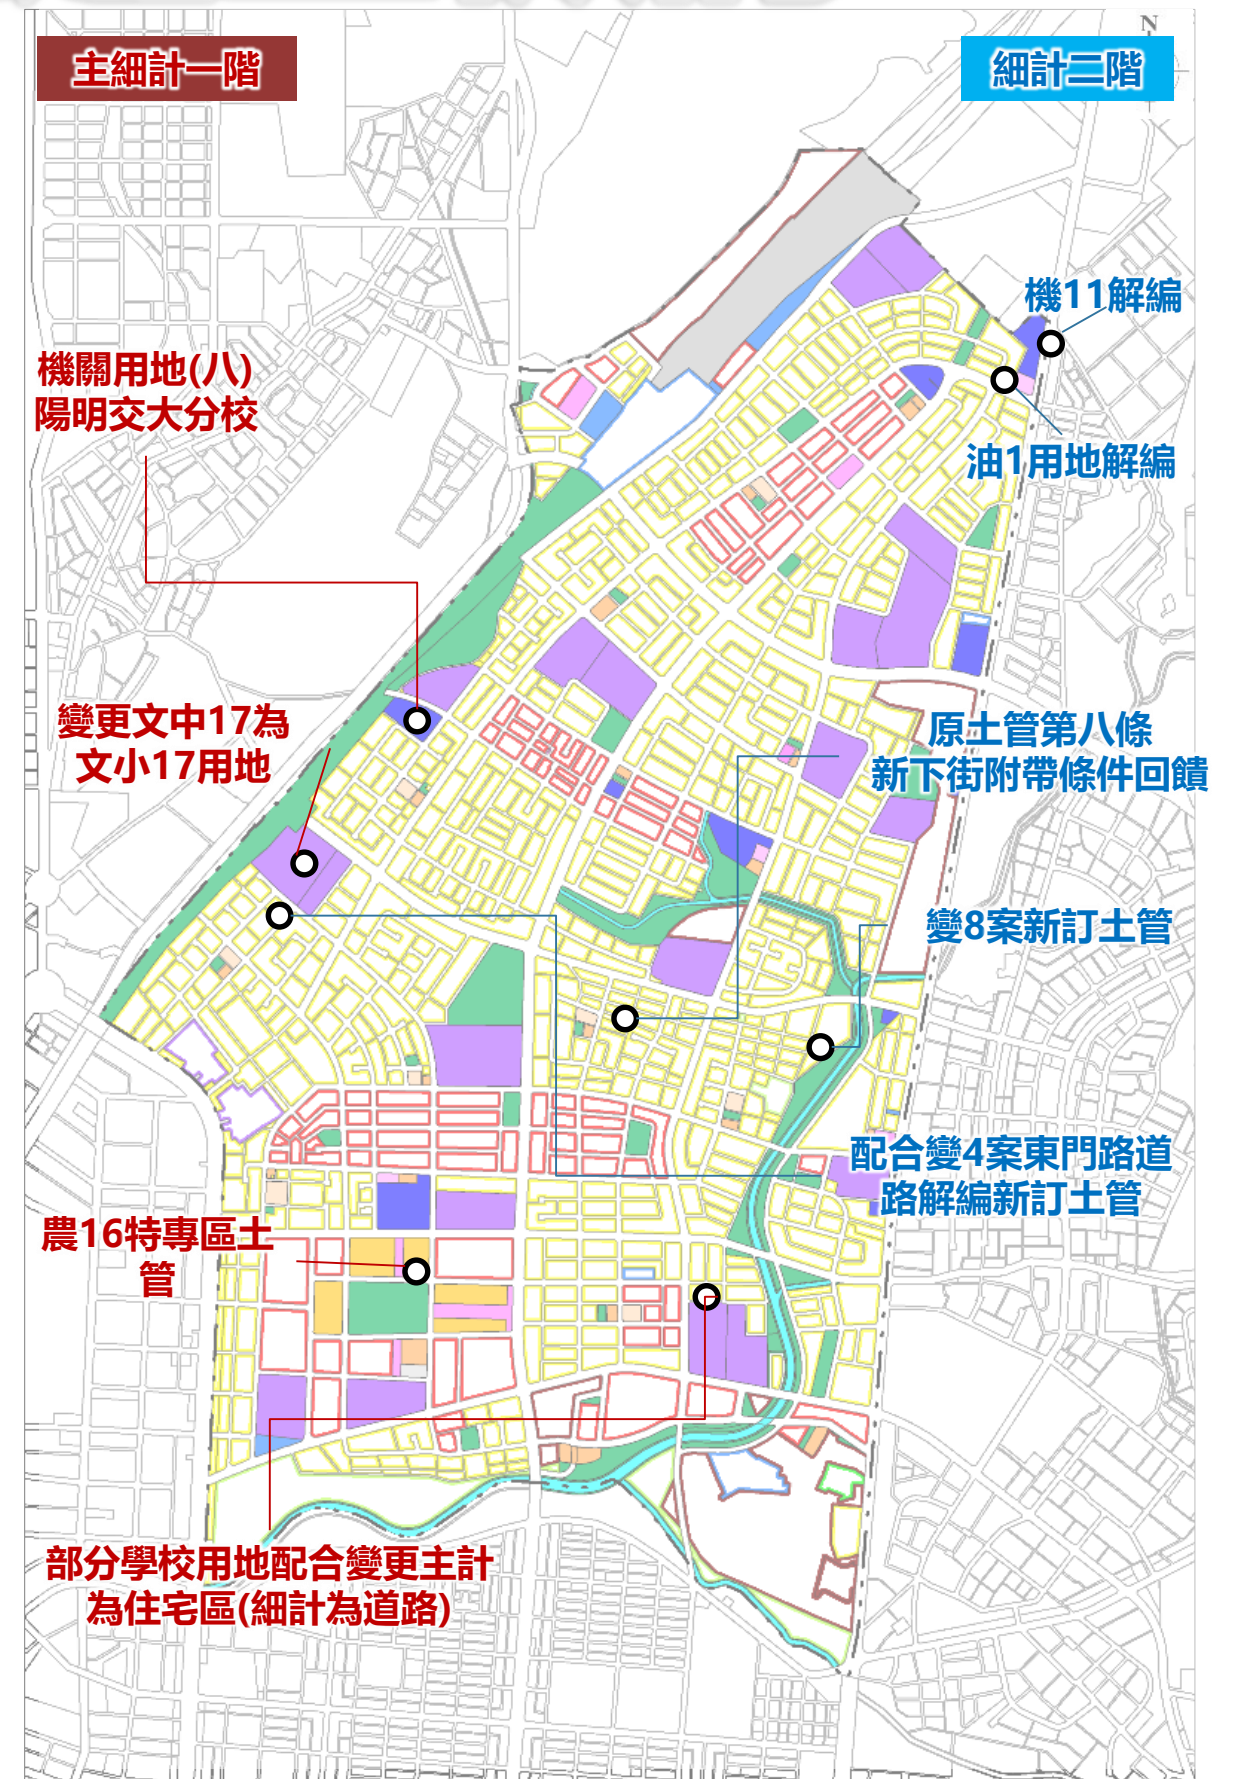 N
主細計一階
細計二階
機11解編
機關用地(八)
陽明交大分校
油1用地解編
變更文中17為
文小17用地
原土管第八條
新下街附帶條件回饋
變8案新訂土管
配合變4案東門路道
路解編新訂土管
農16特專區土
管
部分學校用地配合變更主計
為住宅區(細計為道路)